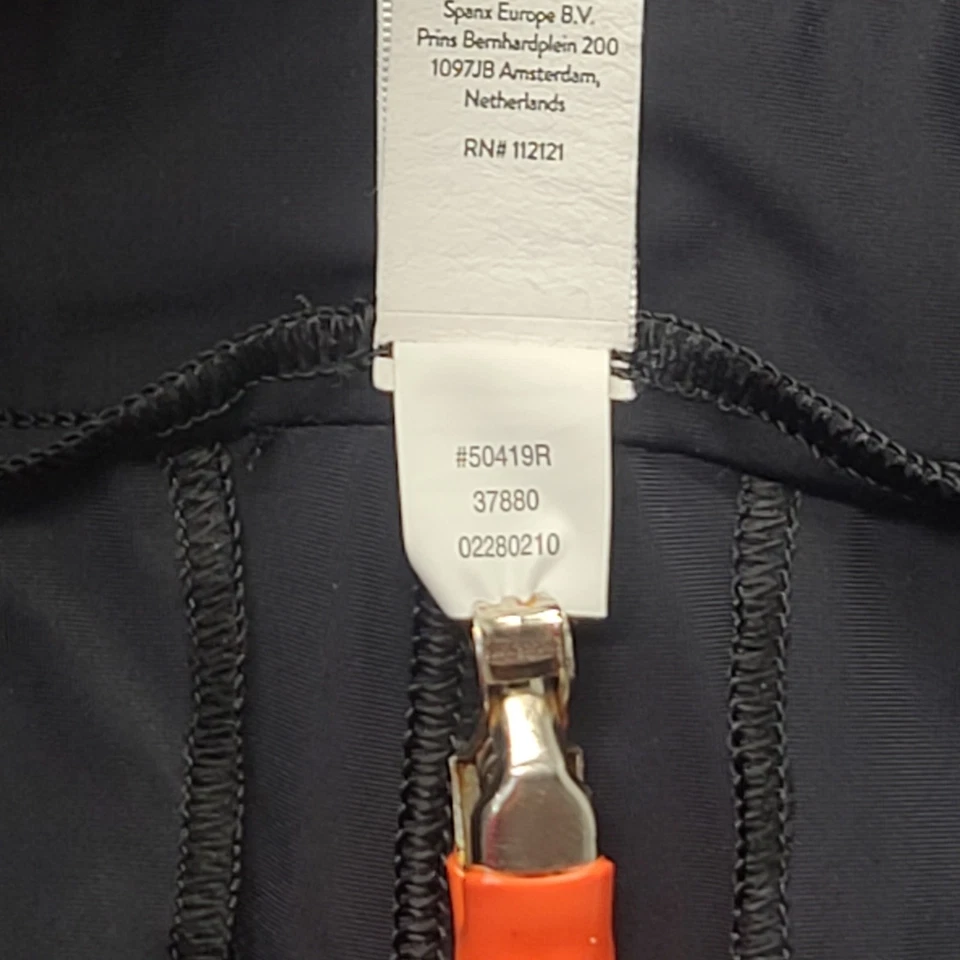 Spanx Europe B.V.
Prins Bernhardplein 200
1097JB Amsterdam,
Netherlands
RN# 112121
#50419R
37880
02280210